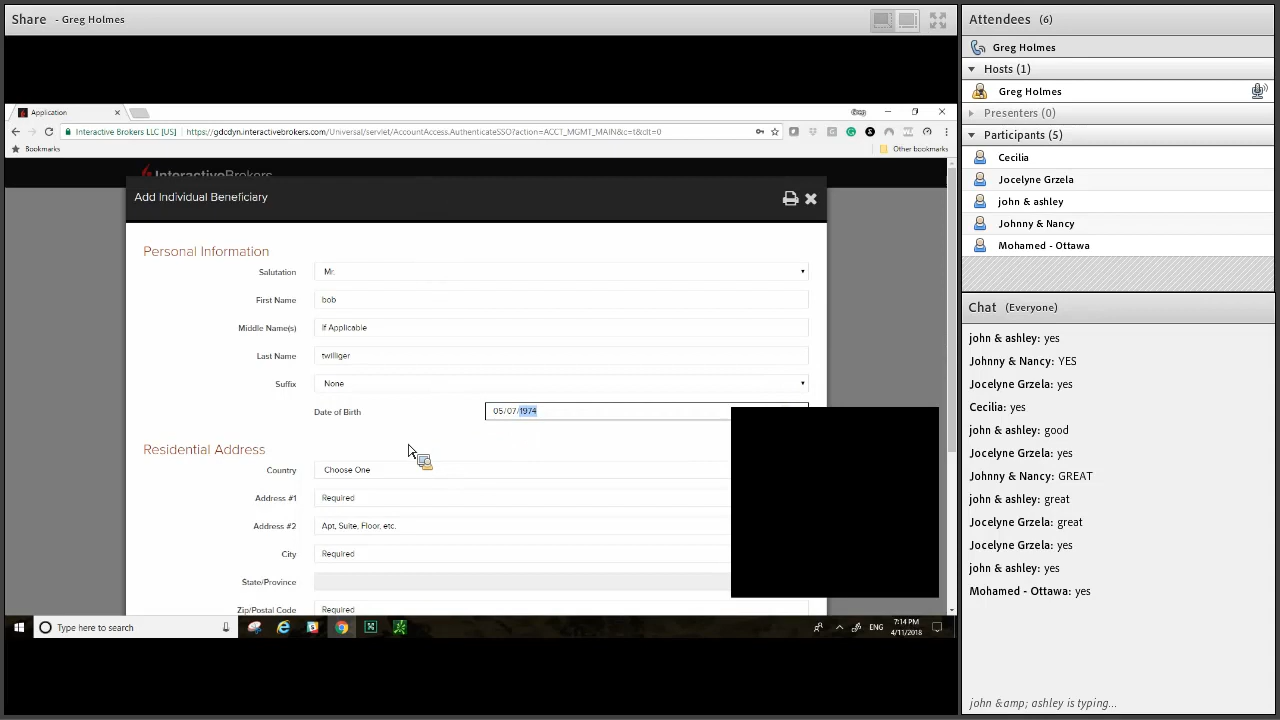 Share - Greg Holmes
Application
Greg
Interactive Brokers LLC [US] | https://gdcdyn.interactivebrokers.com/Universal/servlet/AccountAccess.AuthenticateSSO?action=ACCT_MGMT_MAIN&c=t&clt=0
Bookmarks
Other bookmarks
InteractiveBrokers
Add Individual Beneficiary
Personal Information
Salutation Mr.
First Name bob
Middle Name(s) If Applicable
Last Name twilliger
Suffix None
Date of Birth 05/07/1974
Residential Address
Country Choose One
Address #1 Required
Address #2 Apt, Suite, Floor, etc.
City Required
State/Province
Zip/Postal Code Required
Type here to search
ENG
7:14 PM
4/11/2018
Attendees (6)
Greg Holmes
Hosts (1)
Greg Holmes
Presenters (0)
Participants (5)
Cecilia
Jocelyne Grzela
john & ashley
Johnny & Nancy
Mohamed - Ottawa
Chat (Everyone)
john & ashley: yes
Johnny & Nancy: YES
Jocelyne Grzela: yes
Cecilia: yes
john & ashley: good
Jocelyne Grzela: yes
Johnny & Nancy: GREAT
john & ashley: great
Jocelyne Grzela: great
Jocelyne Grzela: yes
john & ashley: yes
Mohamed - Ottawa: yes
john &amp; ashley is typing...